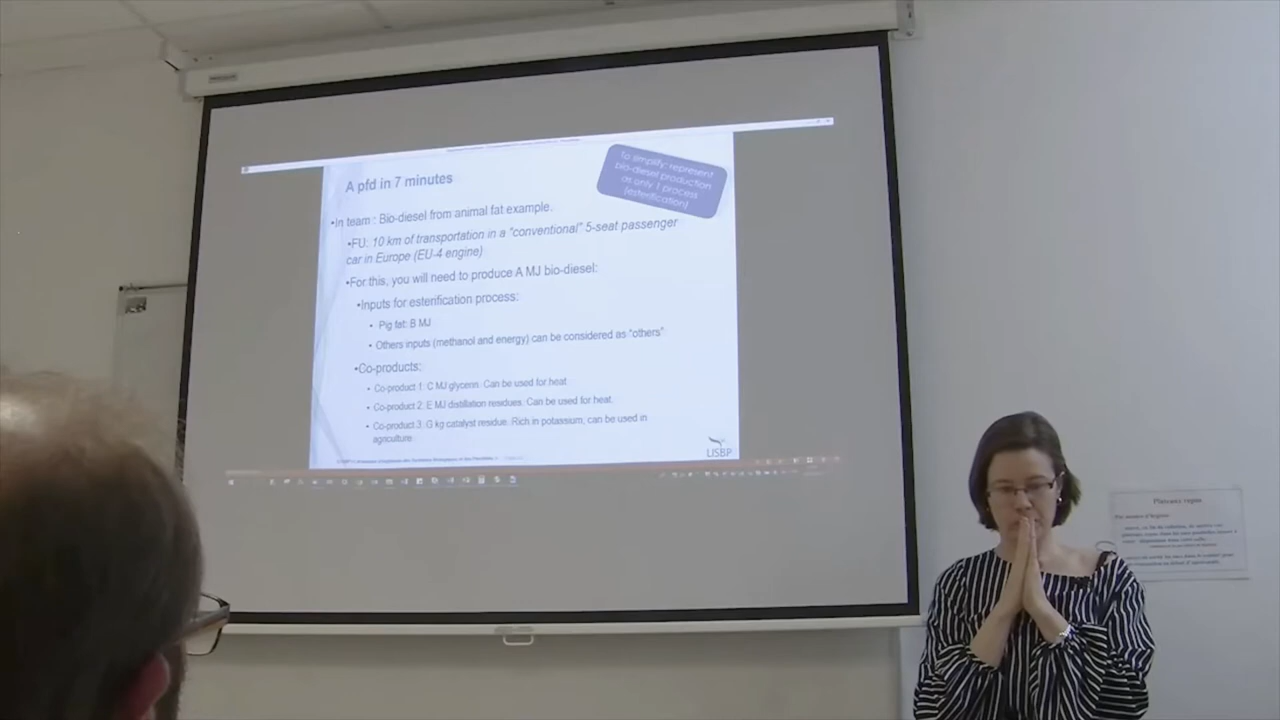 To simplify: represent
bio-diesel production
as only 1 process
(esterification)
A pfd in 7 minutes
•In team : Bio-diesel from animal fat example.
•FU: 10 km of transportation in a “conventional” 5-seat passenger
car in Europe (EU-4 engine)
•For this, you will need to produce A MJ bio-diesel:
•Inputs for esterification process:
• Pig fat: B MJ
• Others inputs (methanol and energy) can be considered as “others”
•Co-products:
• Co-product 1: C MJ glycerin. Can be used for heat
• Co-product 2: E MJ distillation residues. Can be used for heat.
• Co-product 3: G kg catalyst residue. Rich in potassium, can be used in
agriculture
LISBP
Plateaux repas